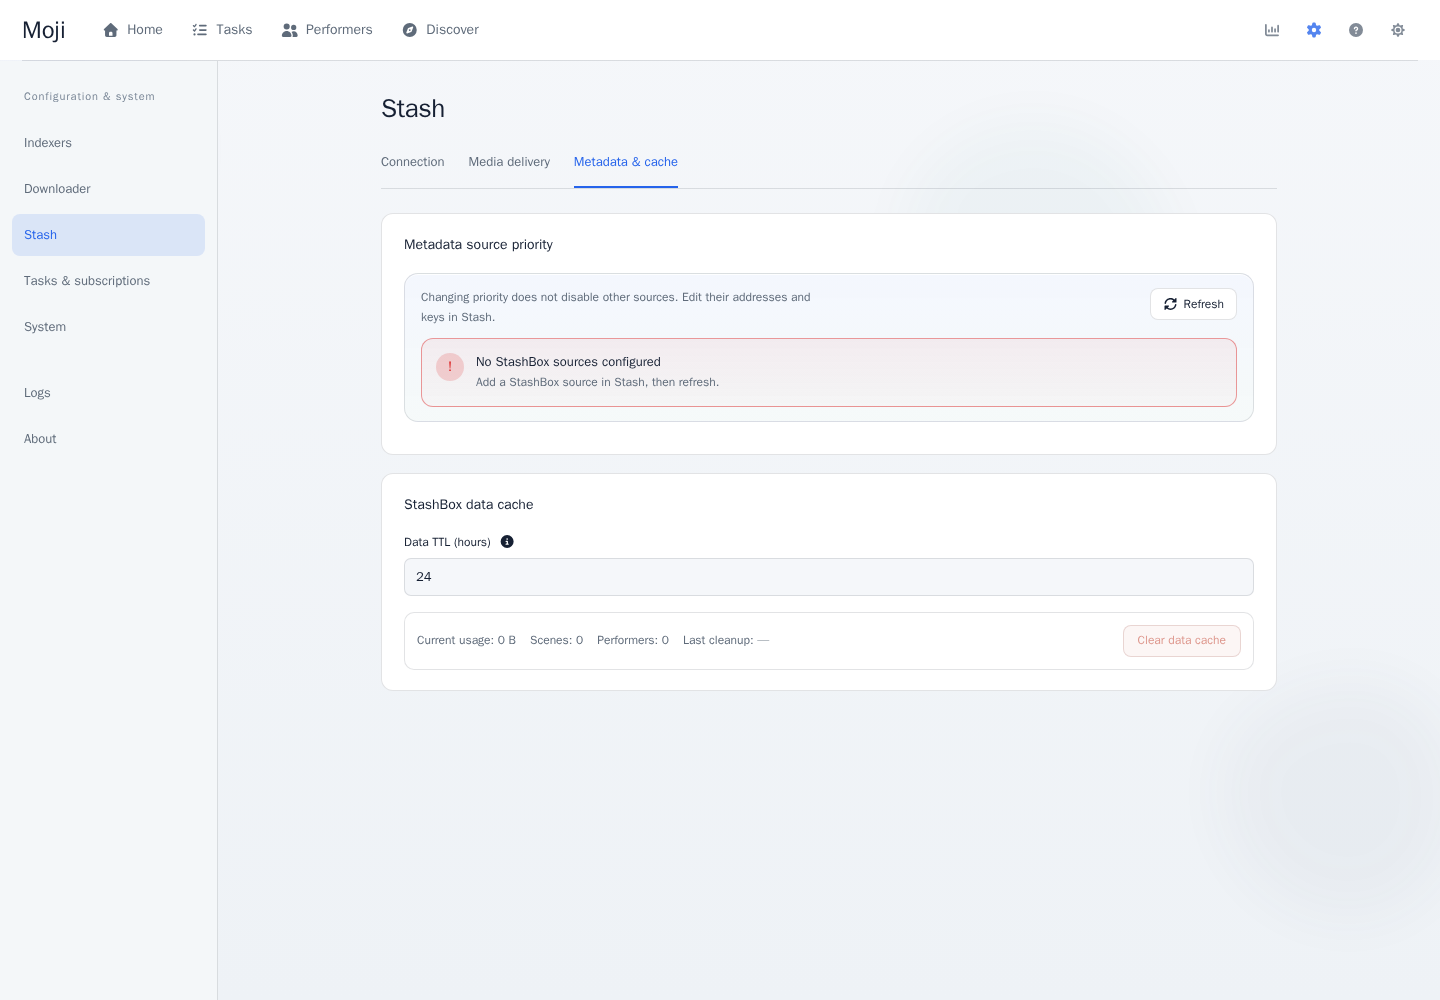 Moji
Home
Tasks
Performers
Discover
Configuration & system
Indexers
Downloader
Stash
Tasks & subscriptions
System
Logs
About
Stash
Connection
Media delivery
Metadata & cache
Metadata source priority
Changing priority does not disable other sources. Edit their addresses and
keys in Stash.
Refresh
!
No StashBox sources configured
Add a StashBox source in Stash, then refresh.
StashBox data cache
Data TTL (hours)
24
Current usage: 0 B
Scenes: 0
Performers: 0
Last cleanup: —
Clear data cache